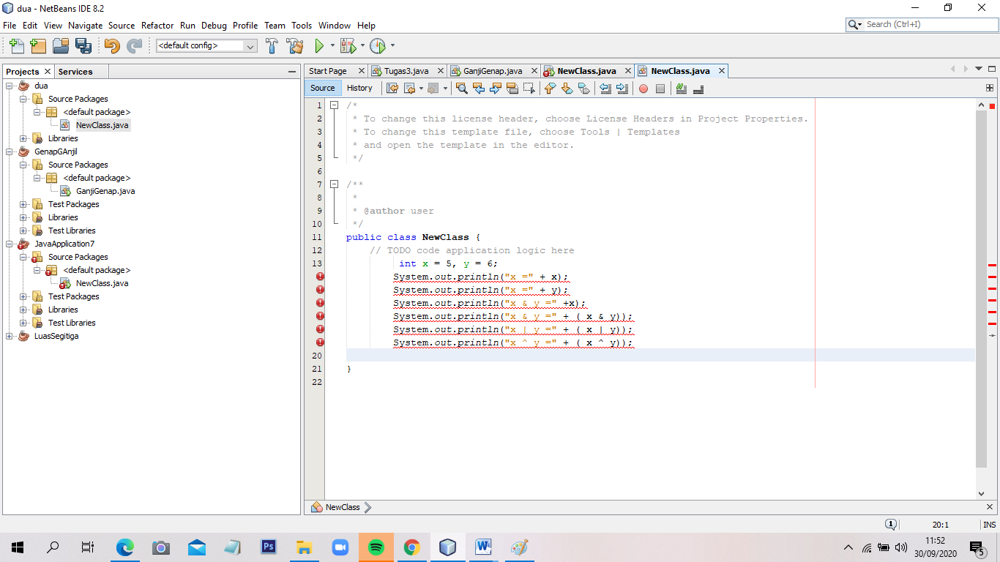 dua - NetBeans IDE 8.2
File Edit View Navigate Source Refactor Run Debug Profile Team Tools Window Help
Search (Ctrl+I)
<default config>
Projects
Services
dua
Source Packages
<default package>
NewClass.java
Libraries
GenapGAnjil
Source Packages
<default package>
GanjiGenap.java
Test Packages
Libraries
Test Libraries
JavaApplication7
Source Packages
<default package>
NewClass.java
Test Packages
Libraries
Test Libraries
LuasSegitiga
Start Page
Tugas3.java
GanjiGenap.java
NewClass.java
NewClass.java
Source History
1 /*
2 * To change this license header, choose License Headers in Project Properties.
3 * To change this template file, choose Tools | Templates
4 * and open the template in the editor.
5 */
6
7 /**
8 *
9 * @author user
10 */
11 public class NewClass {
12 // TODO code application logic here
13 int x = 5, y = 6;
System.out.println("x =" + x);
System.out.println("x =" + y);
System.out.println("x & y =" +x);
System.out.println("x & y =" + ( x & y));
System.out.println("x | y =" + ( x | y));
System.out.println("x ^ y =" + ( x ^ y));
20
21 }
22
NewClass
1
20:1
INS
Ps
W
11:52
30/09/2020
5